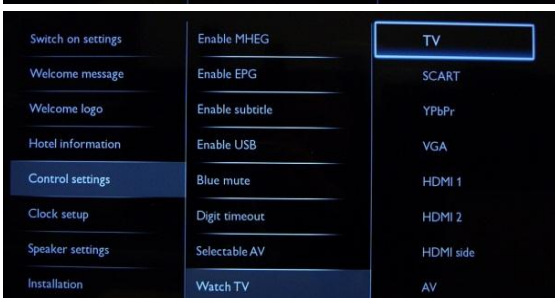 Switch on settings
Welcome message
Welcome logo
Hotel information
Control settings
Clock setup
Speaker settings
Installation
Enable MHEG
Enable EPG
Enable subtitle
Enable USB
Blue mute
Digit timeout
Selectable AV
Watch TV
TV
SCART
YPbPr
VGA
HDMI 1
HDMI 2
HDMI side
AV